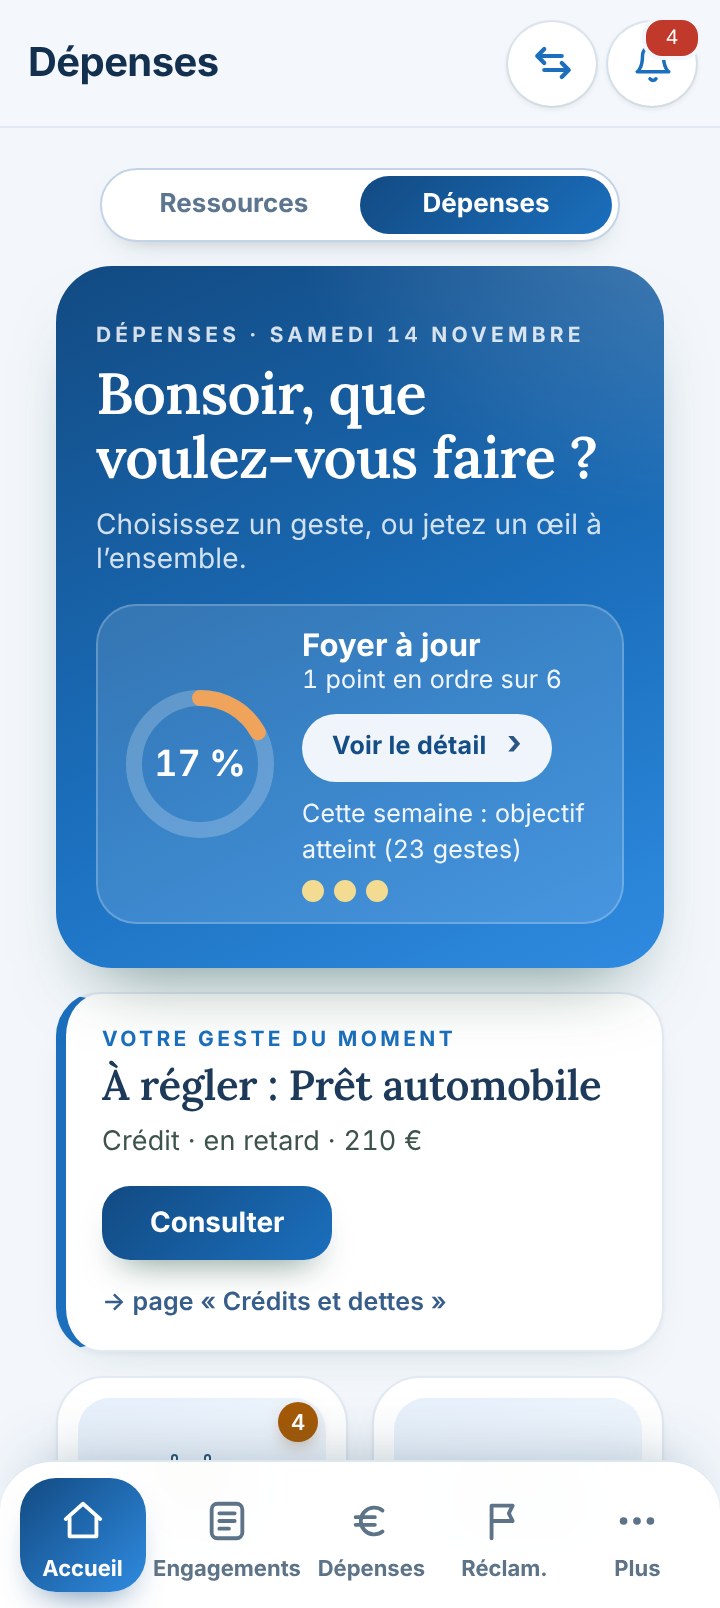 Dépenses
4
Ressources
Dépenses
DÉPENSES · SAMEDI 14 NOVEMBRE
Bonsoir, que
voulez-vous faire ?
Choisissez un geste, ou jetez un œil à
l’ensemble.
17 %
Foyer à jour
1 point en ordre sur 6
Voir le détail ›
Cette semaine : objectif
atteint (23 gestes)
VOTRE GESTE DU MOMENT
À régler : Prêt automobile
Crédit · en retard · 210 €
Consulter
→ page « Crédits et dettes »
4
Accueil
Engagements
Dépenses
Réclam.
Plus